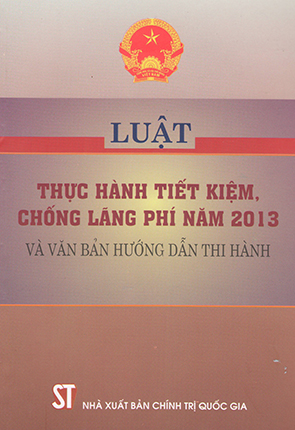 LUẬT
THỰC HÀNH TIẾT KIỆM,
CHỐNG LÃNG PHÍ NĂM 2013
VÀ VĂN BẢN HƯỚNG DẪN THI HÀNH
ST
NHÀ XUẤT BẢN CHÍNH TRỊ QUỐC GIA